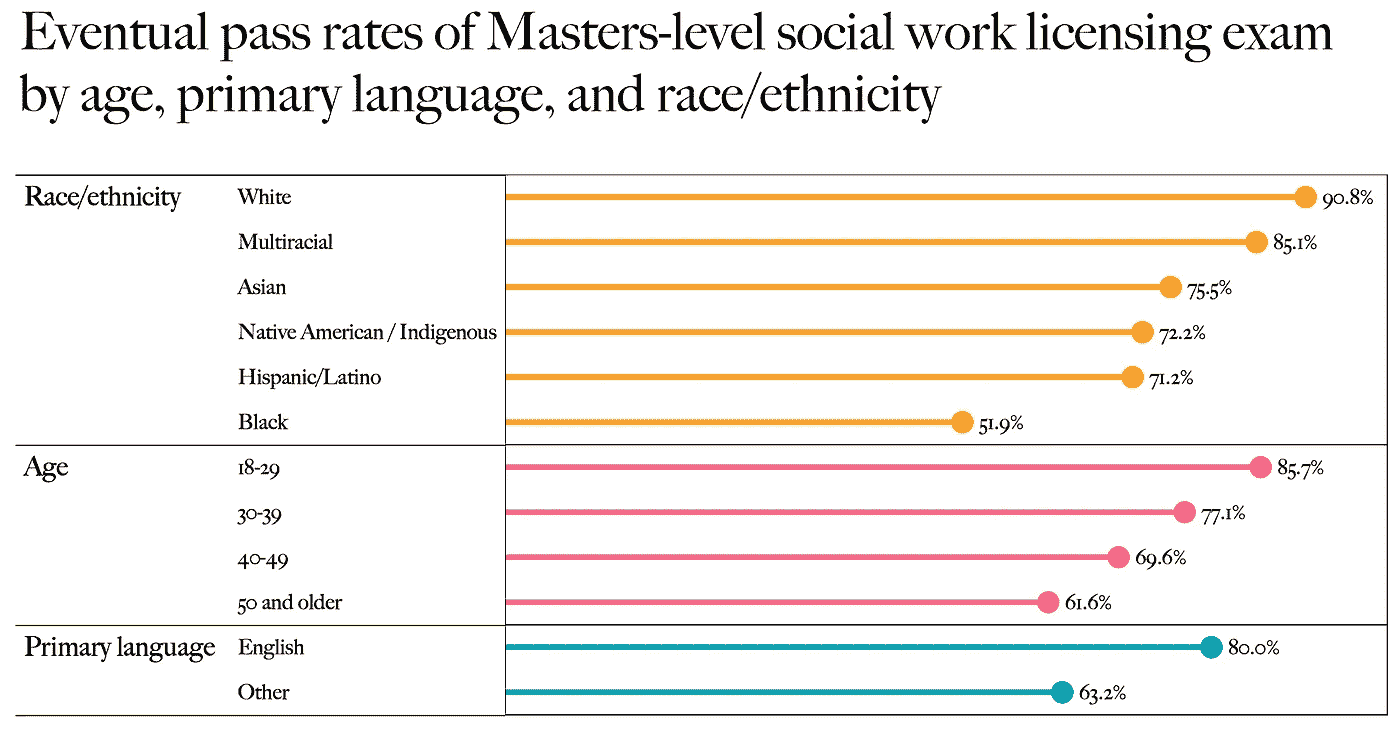 Eventual pass rates of Masters-level social work licensing exam
by age, primary language, and race/ethnicity
Race/ethnicity
White 90.8%
Multiracial 85.1%
Asian 75.5%
Native American / Indigenous 72.2%
Hispanic/Latino 71.2%
Black 51.9%
Age
18-29 85.7%
30-39 77.1%
40-49 69.6%
50 and older 61.6%
Primary language
English 80.0%
Other 63.2%